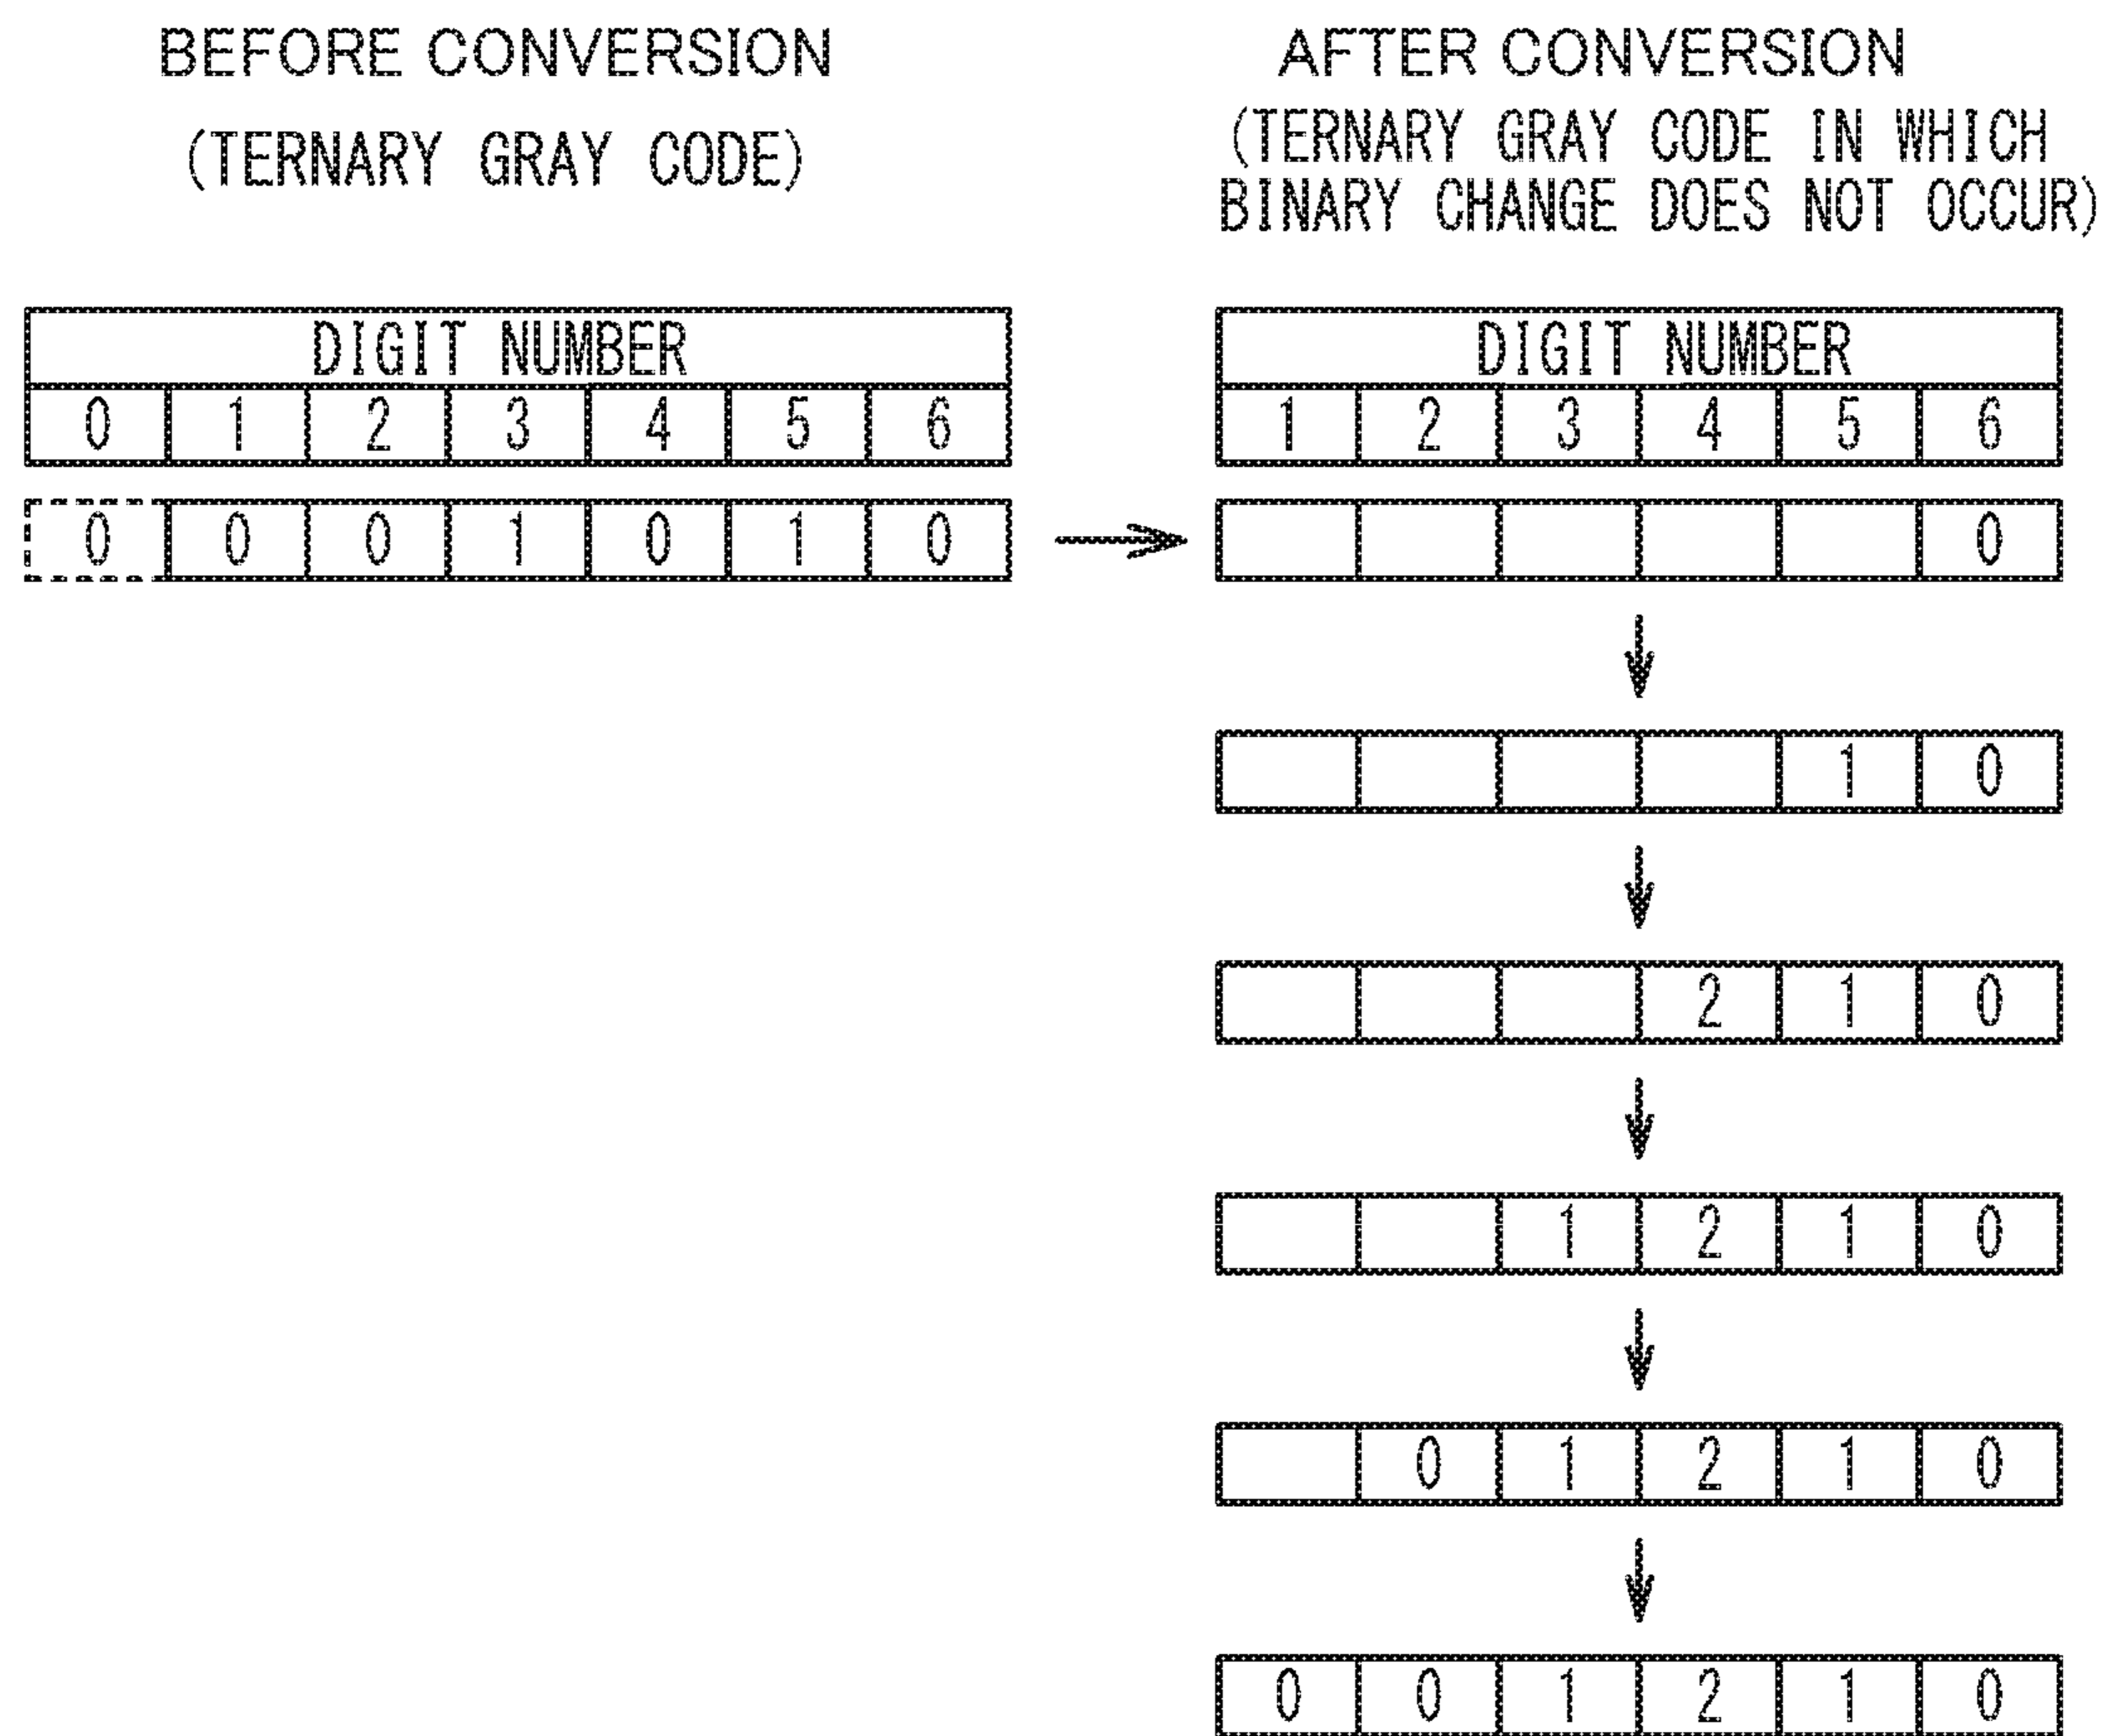 BEFORE CONVERSION
(TERNARY GRAY CODE)
DIGIT NUMBER
0 1 2 3 4 5 6
0 0 0 1 0 1 0
AFTER CONVERSION
(TERNARY GRAY CODE IN WHICH
BINARY CHANGE DOES NOT OCCUR)
DIGIT NUMBER
1 2 3 4 5 6
0
1 0
2 1 0
1 2 1 0
0 1 2 1 0
0 0 1 2 1 0